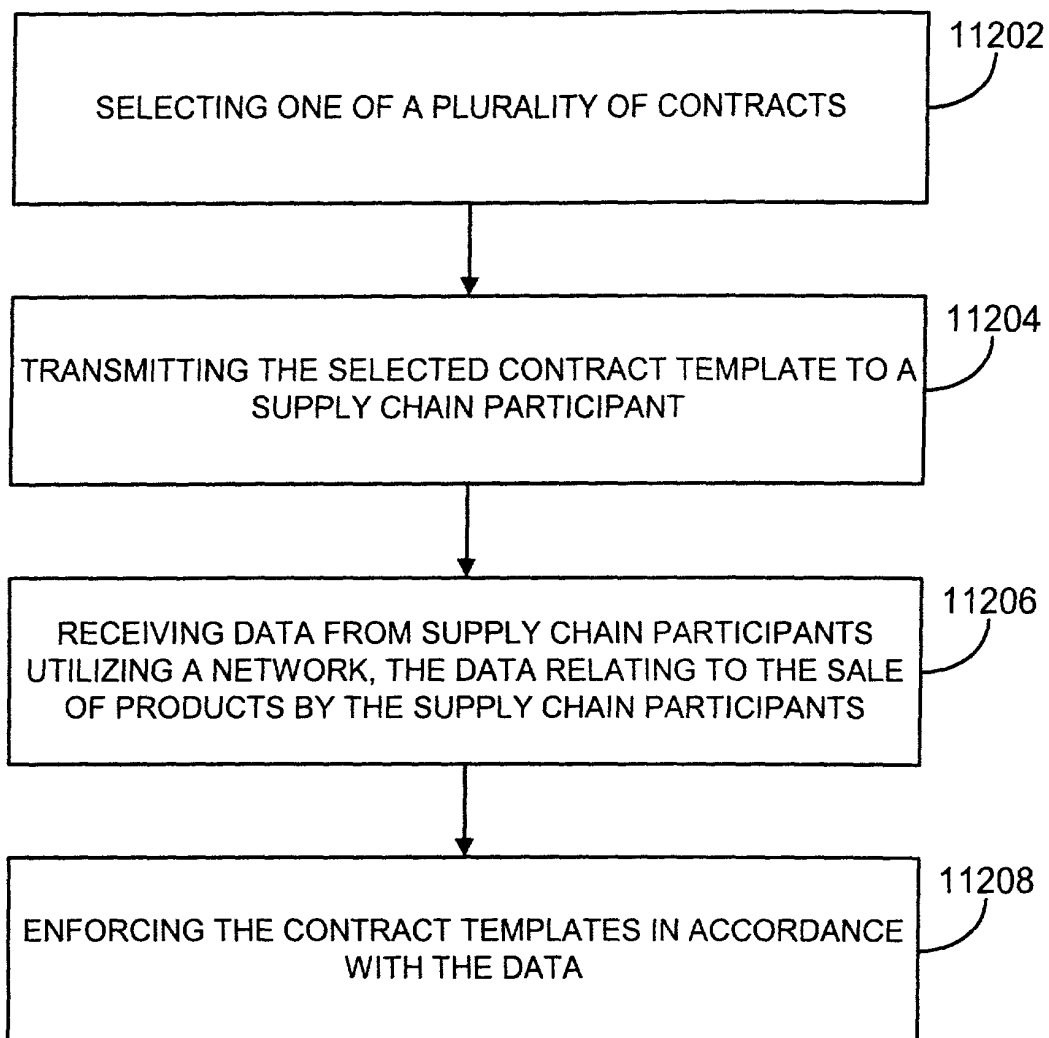 11202
SELECTING ONE OF A PLURALITY OF CONTRACTS
11204
TRANSMITTING THE SELECTED CONTRACT TEMPLATE TO A
SUPPLY CHAIN PARTICIPANT
11206
RECEIVING DATA FROM SUPPLY CHAIN PARTICIPANTS
UTILIZING A NETWORK, THE DATA RELATING TO THE SALE
OF PRODUCTS BY THE SUPPLY CHAIN PARTICIPANTS
11208
ENFORCING THE CONTRACT TEMPLATES IN ACCORDANCE
WITH THE DATA